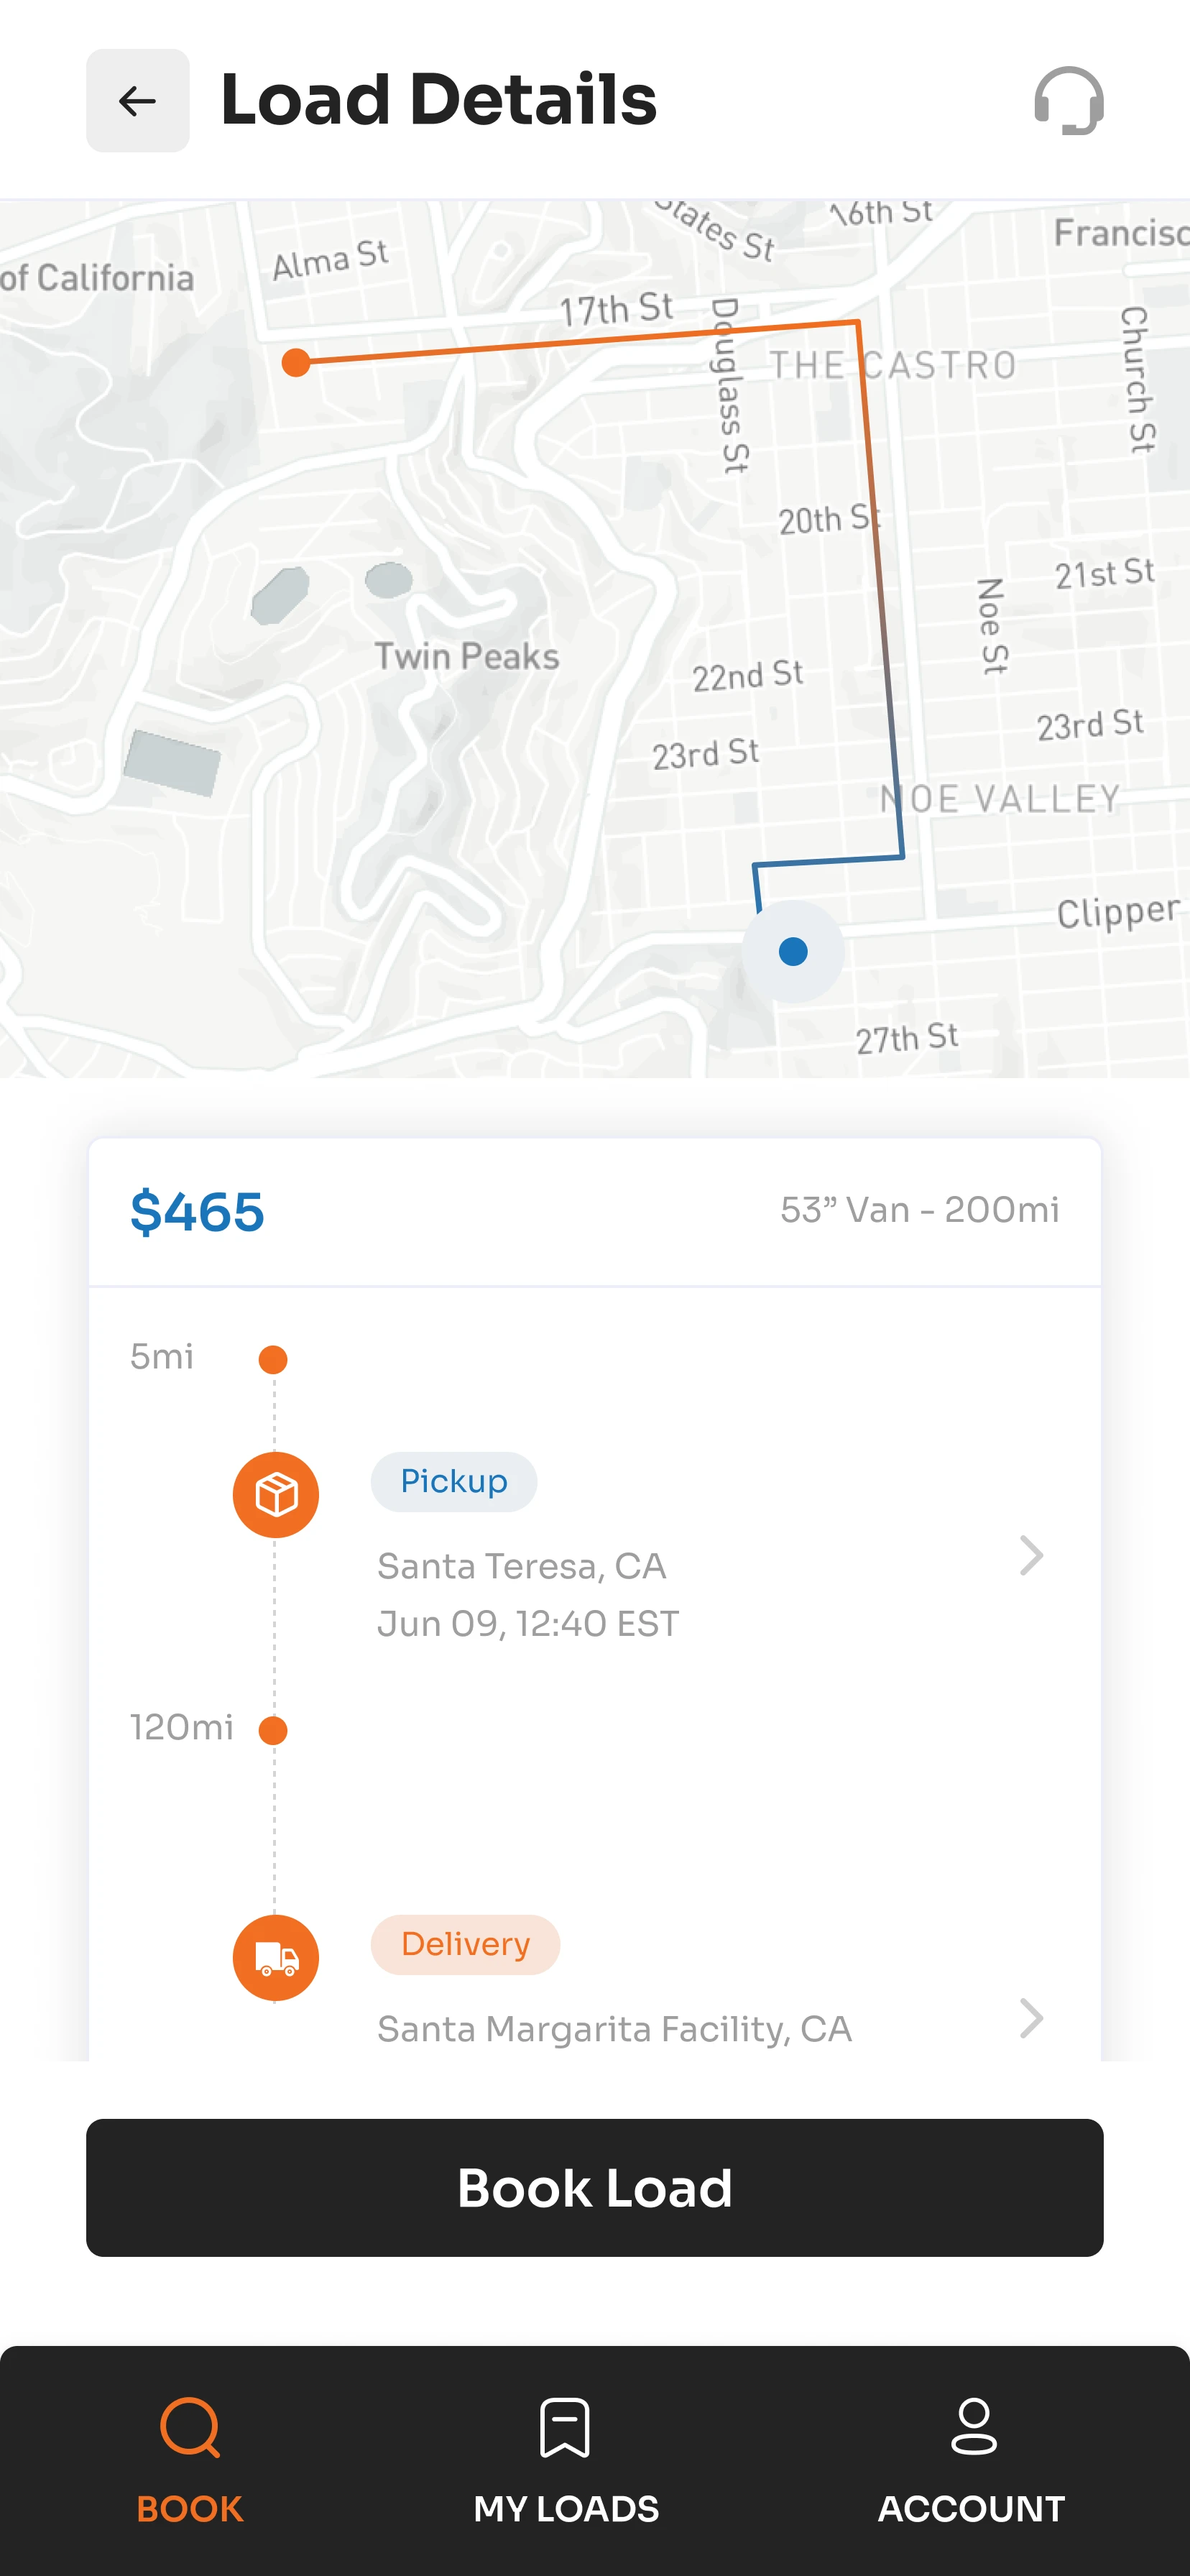 Load Details
States St
16th St
Francisc
of California
Alma St
17th St
Douglass St
THE CASTRO
Church St
20th St
21st St
Noe St
Twin Peaks
22nd St
23rd St
23rd St
NOE VALLEY
Clipper
27th St
$465
53” Van - 200mi
5mi
Pickup
Santa Teresa, CA
Jun 09, 12:40 EST
120mi
Delivery
Santa Margarita Facility, CA
Book Load
BOOK
MY LOADS
ACCOUNT